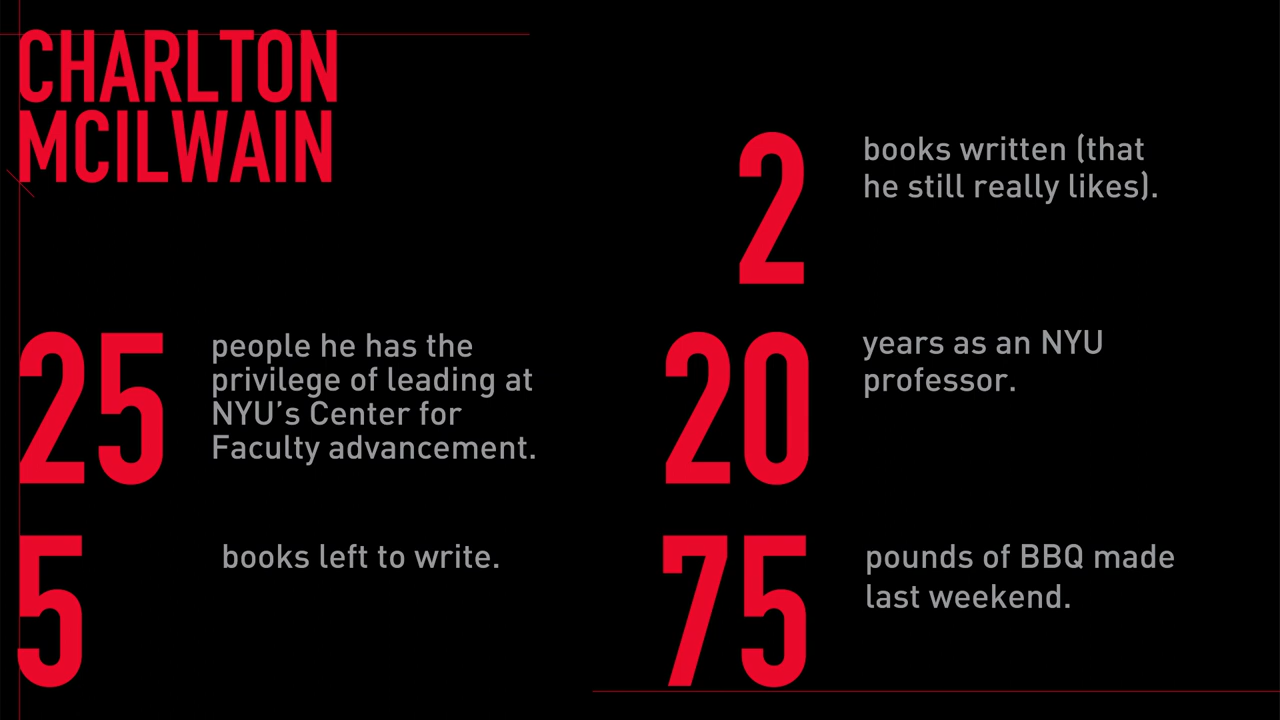 CHARLTON
MCILWAIN
2
books written (that
he still really likes).
25
people he has the
privilege of leading at
NYU’s Center for
Faculty advancement.
20
years as an NYU
professor.
5
books left to write.
75
pounds of BBQ made
last weekend.